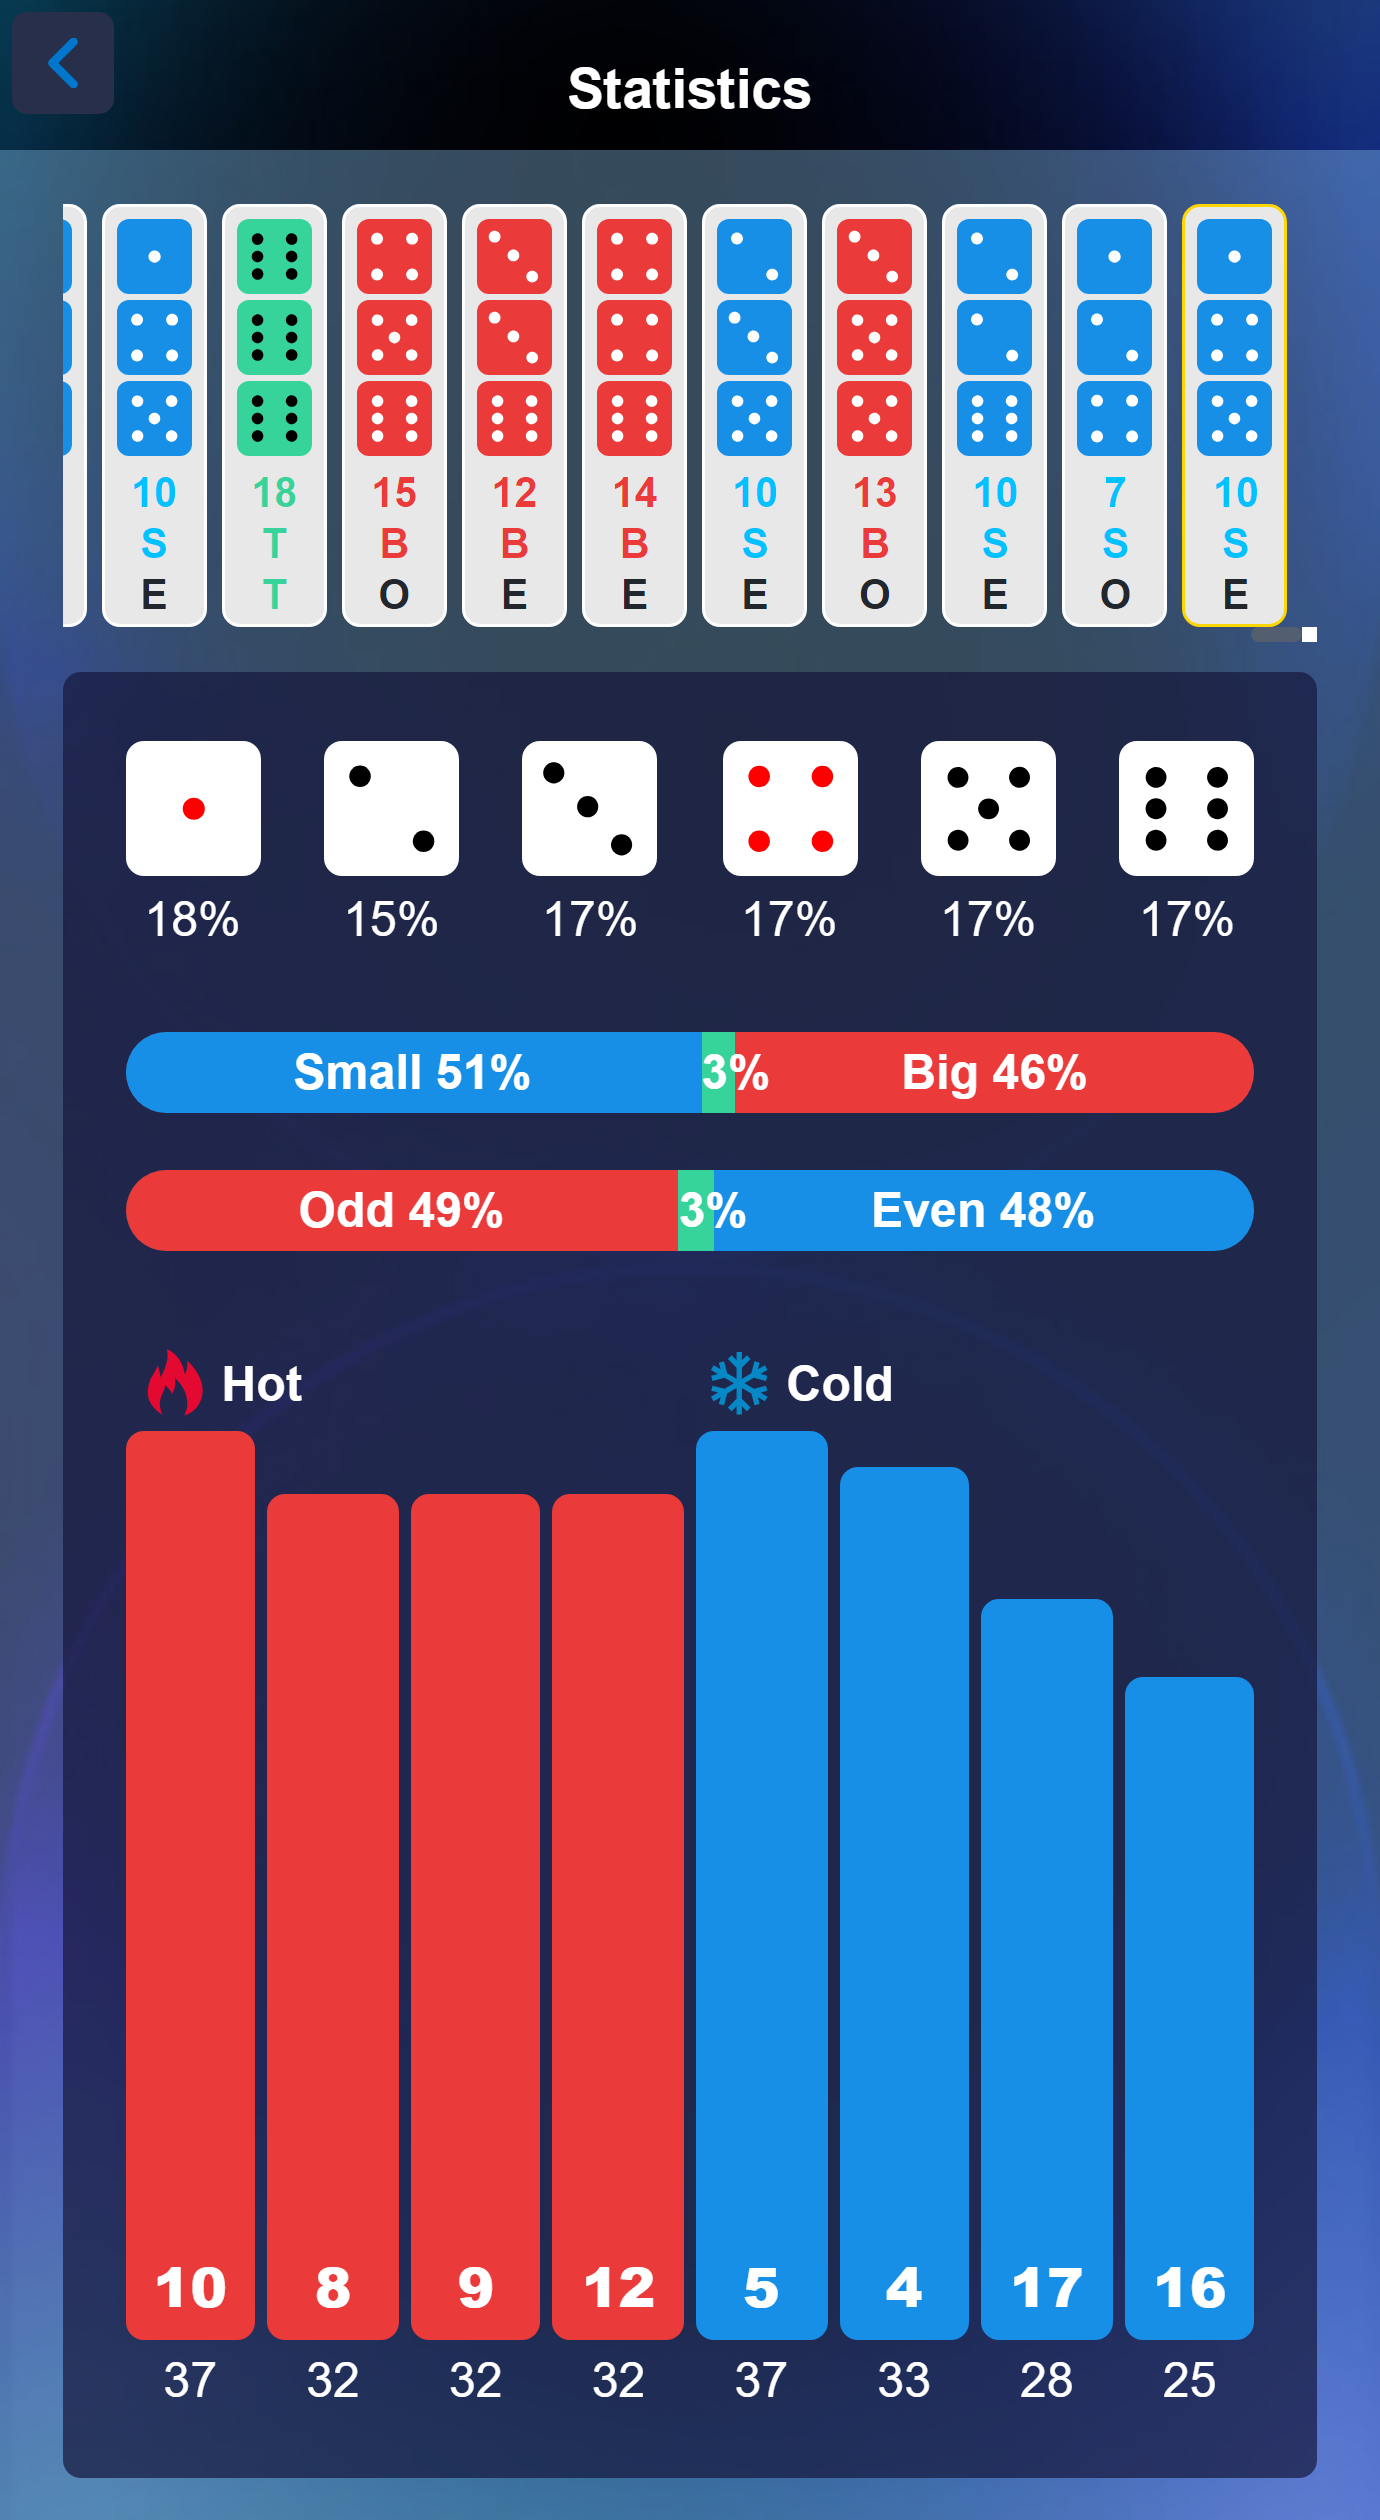 Statistics
10 18 15 12 14 10 13 10 7 10
S T B B B S B S S S
E T O E E E O E O E
18% 15% 17% 17% 17% 17%
Small 51% 3% Big 46%
Odd 49% 3% Even 48%
Hot Cold
10 8 9 12 5 4 17 16
37 32 32 32 37 33 28 25